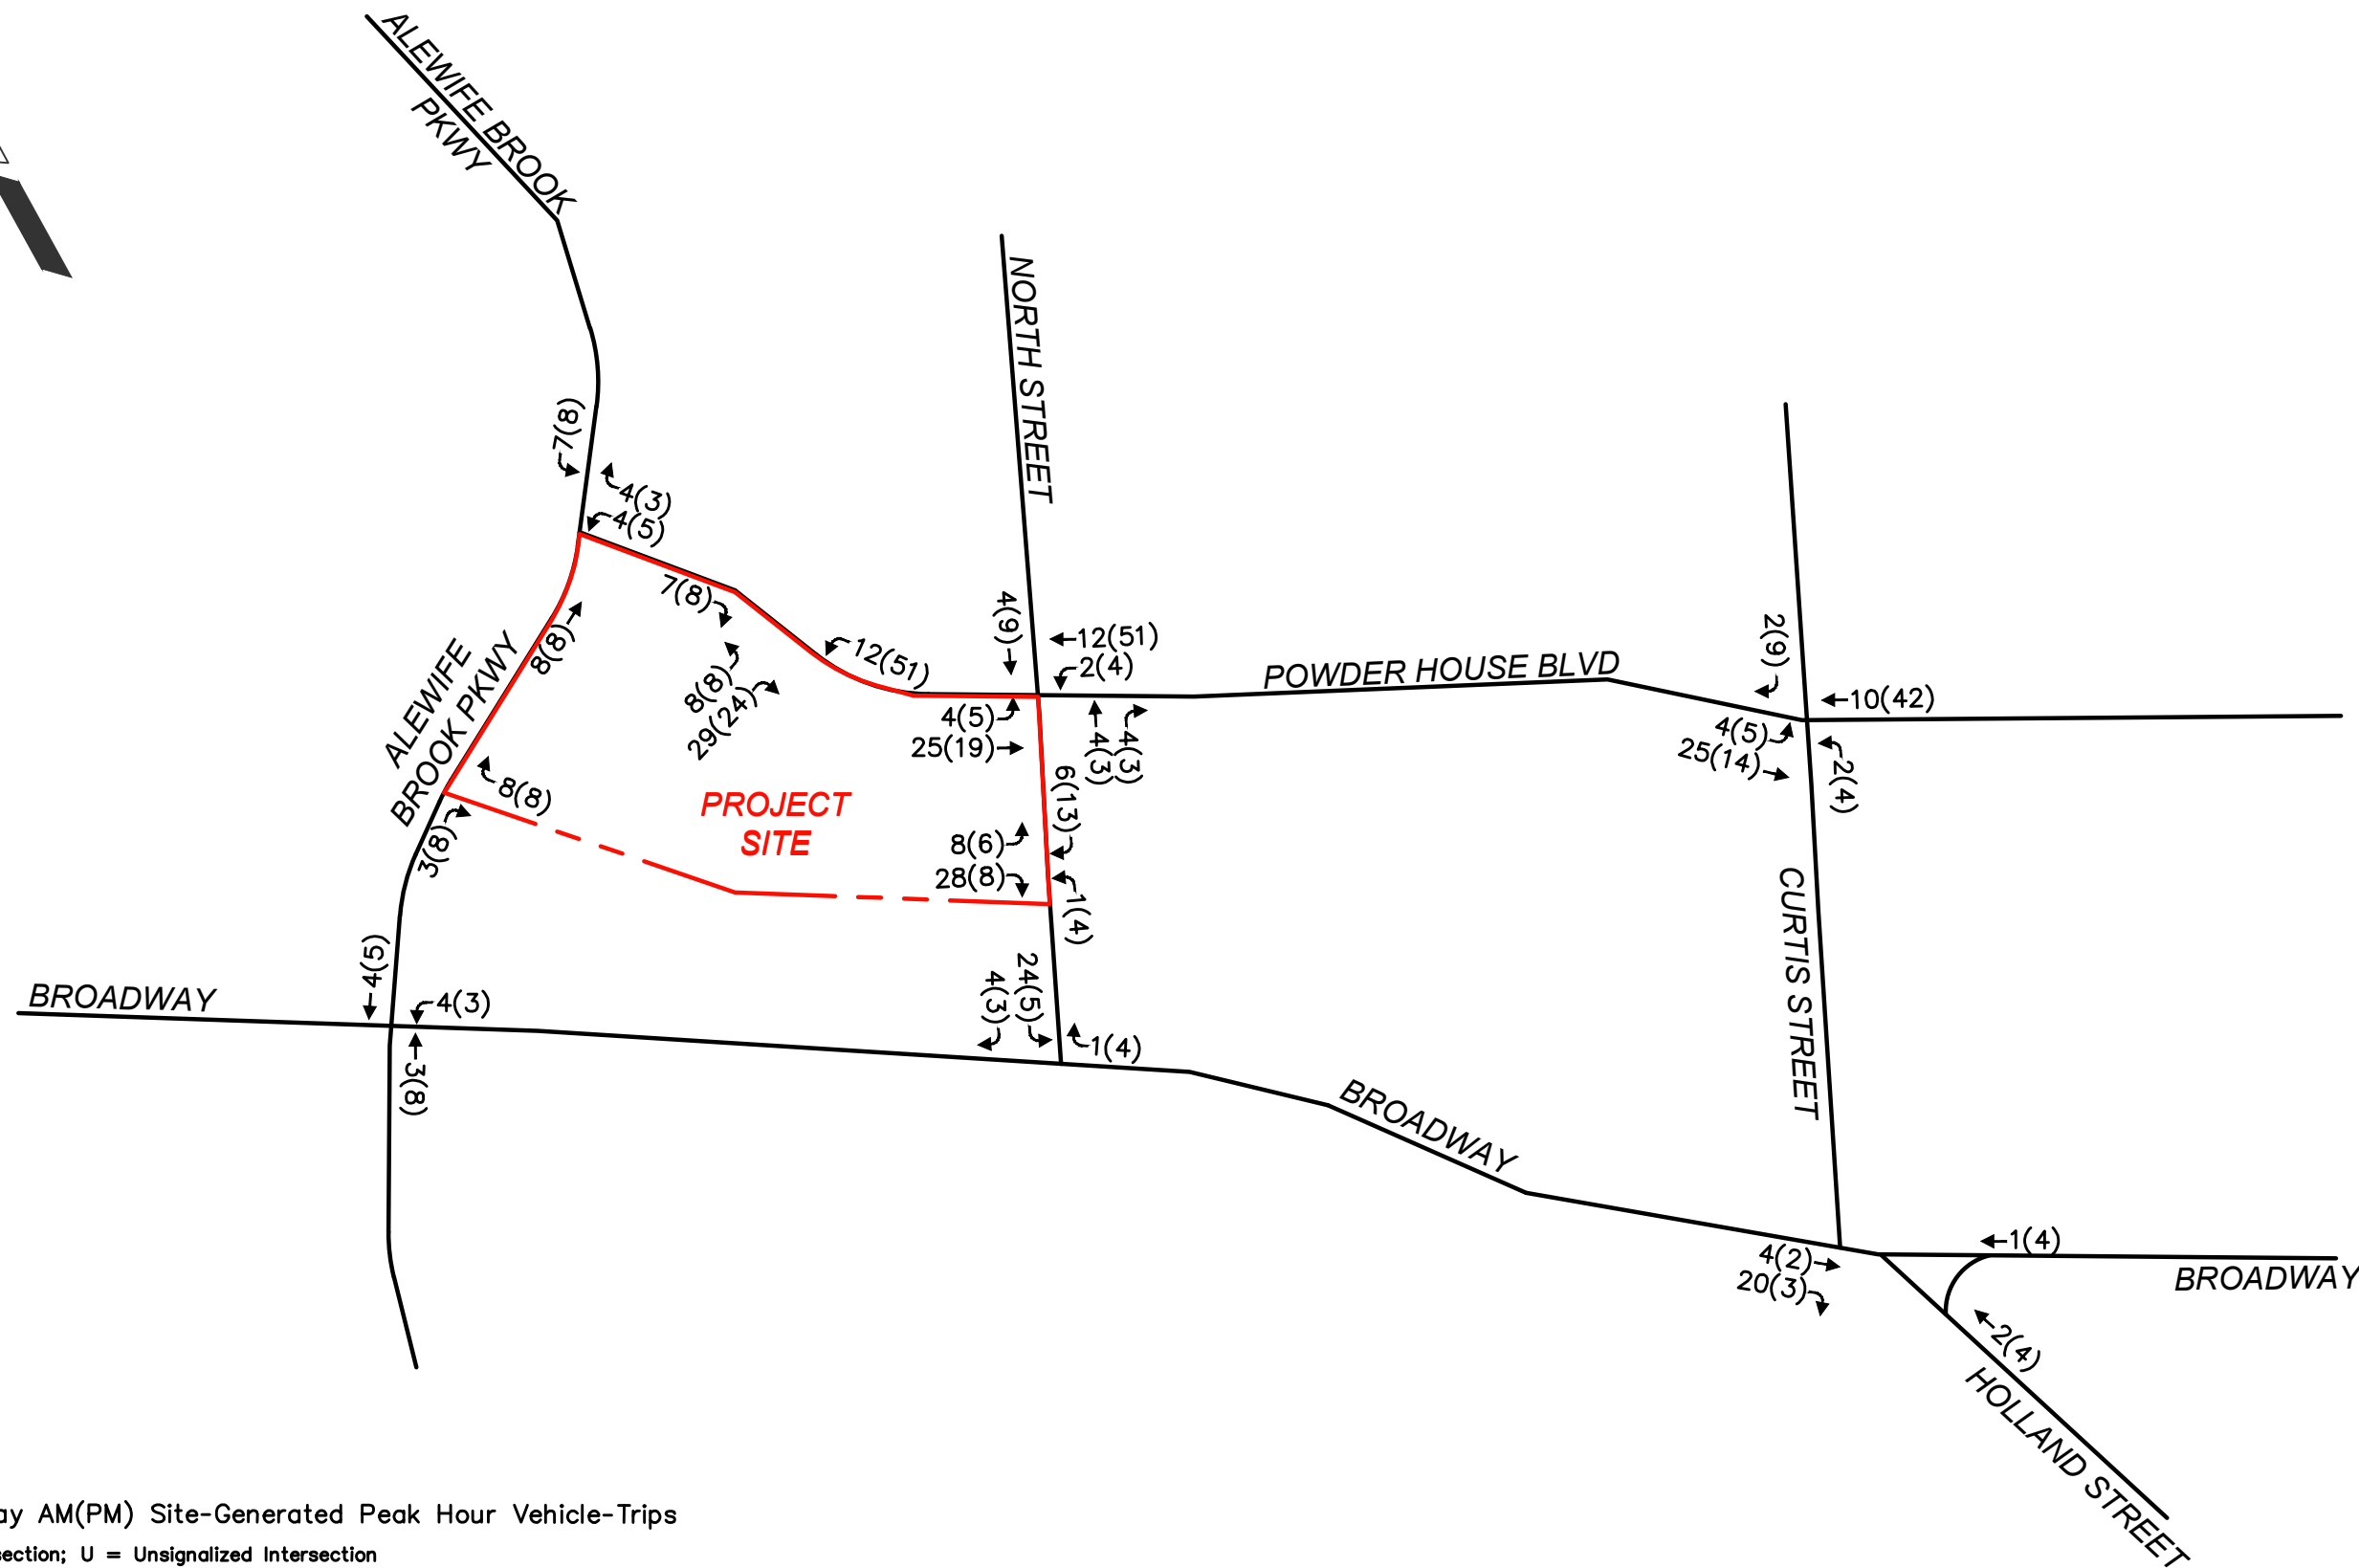 ALEWIFE BROOK
PKWY
NORTH STREET
7(8)
4(3)
4(5)
7(8)
4(9)
12(51)
2(4)
12(51)
POWDER HOUSE BLVD
2(9)
10(42)
8(8)
ALEWIFE
BROOK PKWY
8(8)
29(24)
4(5)
25(19)
4(3)
4(3)
4(5)
25(14)
2(4)
8(8)
3(8)
PROJECT
SITE
6(13)
8(6)
28(8)
1(4)
CURTIS STREET
4(5)
BROADWAY
4(3)
4(3)
24(5)
1(4)
3(8)
BROADWAY
4(2)
20(3)
1(4)
BROADWAY
2(4)
HOLLAND STREET
AM(PM) Site-Generated Peak Hour Vehicle-Trips
U = Unsignalized Intersection